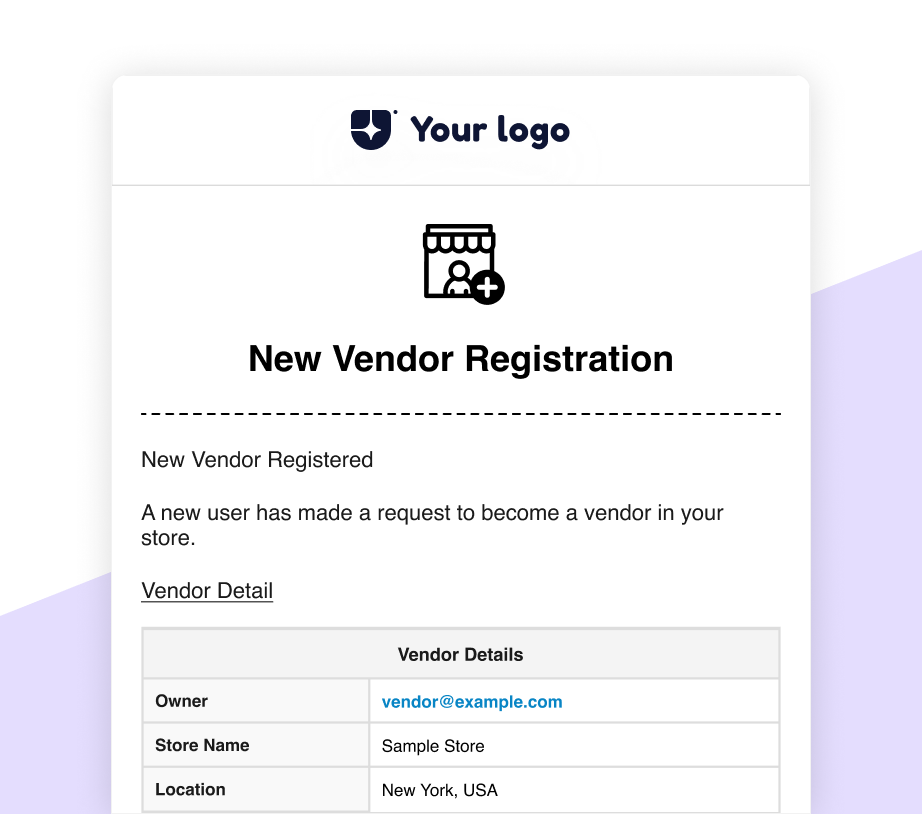 Your logo
New Vendor Registration
New Vendor Registered
A new user has made a request to become a vendor in your
store.
Vendor Detail
Vendor Details
Owner vendor@example.com
Store Name Sample Store
Location New York, USA